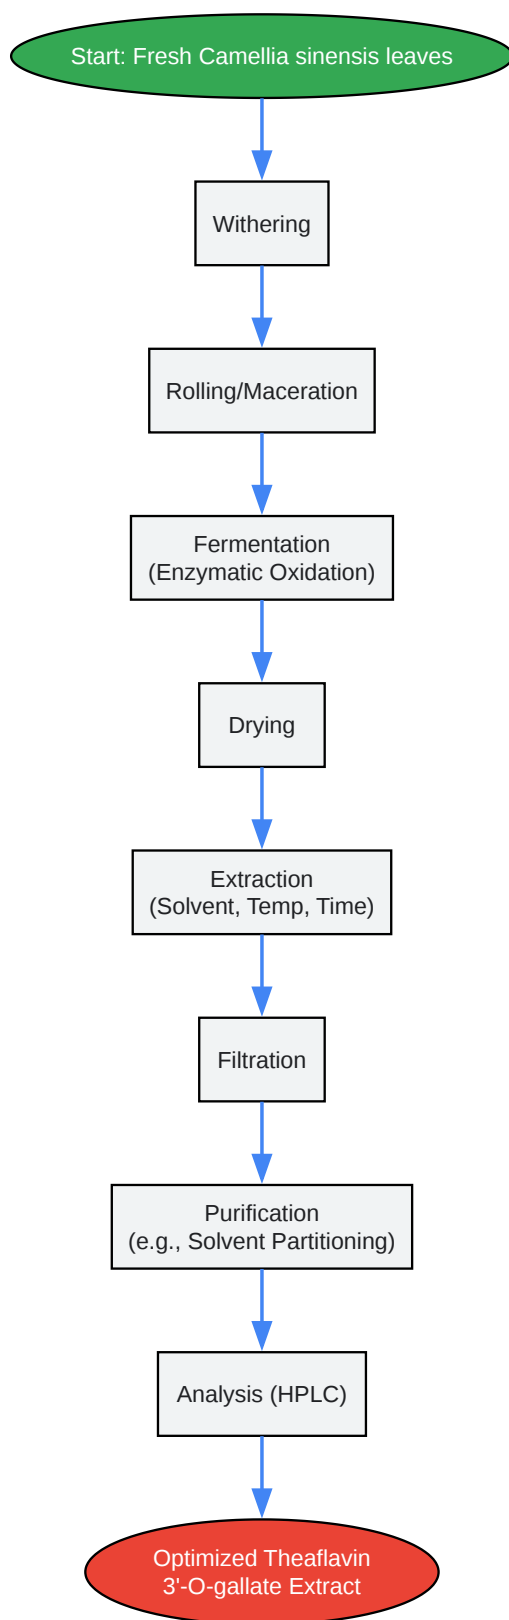 Start: Fresh Camellia sinensis leaves
Withering
Rolling/Maceration
Fermentation
(Enzymatic Oxidation)
Drying
Extraction
(Solvent, Temp, Time)
Filtration
Purification
(e.g., Solvent Partitioning)
Analysis (HPLC)
Optimized Theaflavin
3'-O-gallate Extract